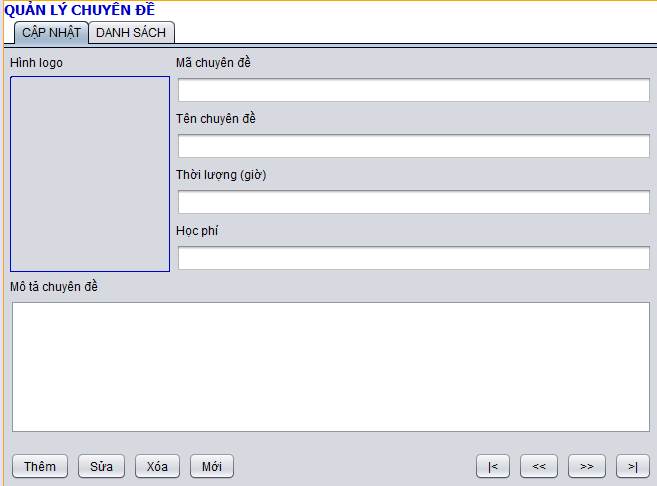 QUẢN LÝ CHUYÊN ĐỀ
CẬP NHẬT DANH SÁCH
Hình logo
Mã chuyên đề
Tên chuyên đề
Thời lượng (giờ)
Học phí
Mô tả chuyên đề
Thêm Sửa Xóa Mới |< << >> >|